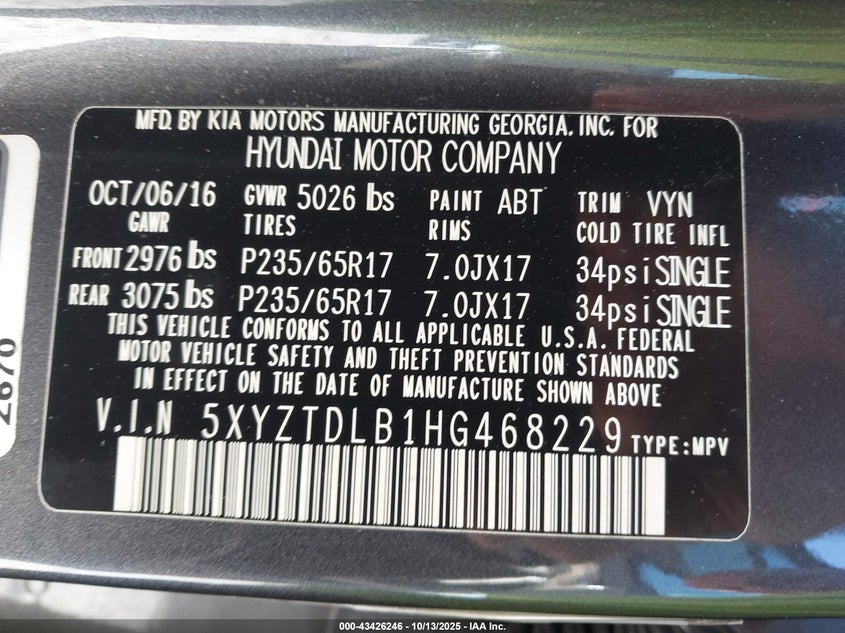 MFD. BY KIA MOTORS MANUFACTURING GEORGIA, INC. FOR
HYUNDAI MOTOR COMPANY
OCT/06/16 GVWR 5026 lbs PAINT ABT TRIM VYN
GAWR TIRES RIMS COLD TIRE INFL
FRONT 2976 lbs P235/65R17 7.0JX17 34psi SINGLE
REAR 3075 lbs P235/65R17 7.0JX17 34psi SINGLE
THIS VEHICLE CONFORMS TO ALL APPLICABLE U.S.A. FEDERAL
MOTOR VEHICLE SAFETY AND THEFT PREVENTION STANDARDS
IN EFFECT ON THE DATE OF MANUFACTURE SHOWN ABOVE
V.I.N 5XYZTDLB1HG468229 TYPE:MPV
000-43426246 - 10/13/2025 - IAA Inc.